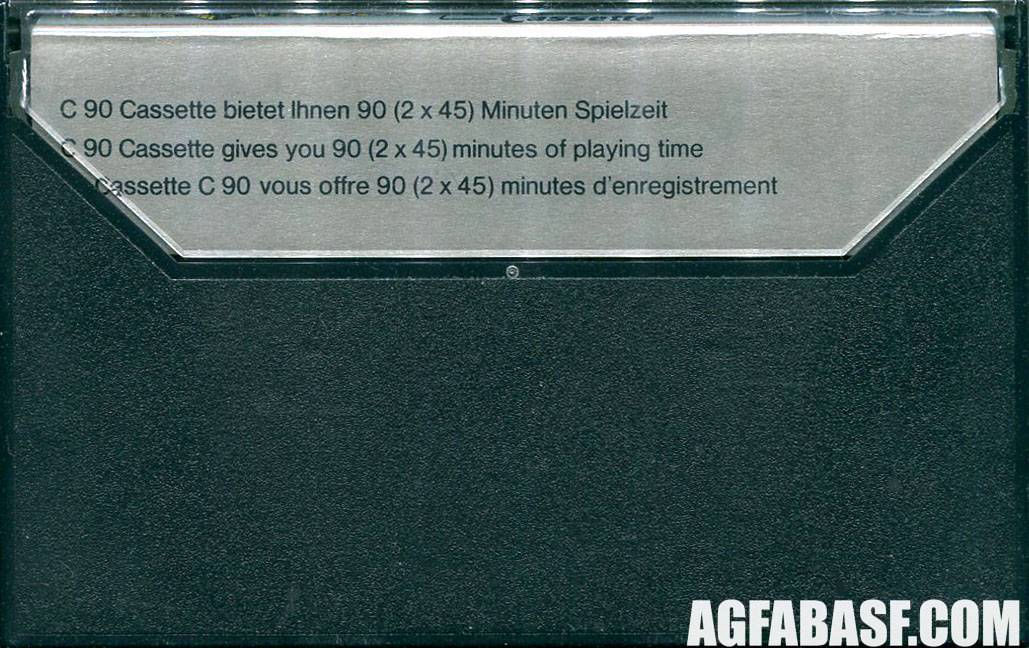 Cassette
C 90 Cassette bietet Ihnen 90 (2 x 45) Minuten Spielzeit
C 90 Cassette gives you 90 (2 x 45) minutes of playing time
Cassette C 90 vous offre 90 (2 x 45) minutes d'enregistrement
AGFABASF.COM